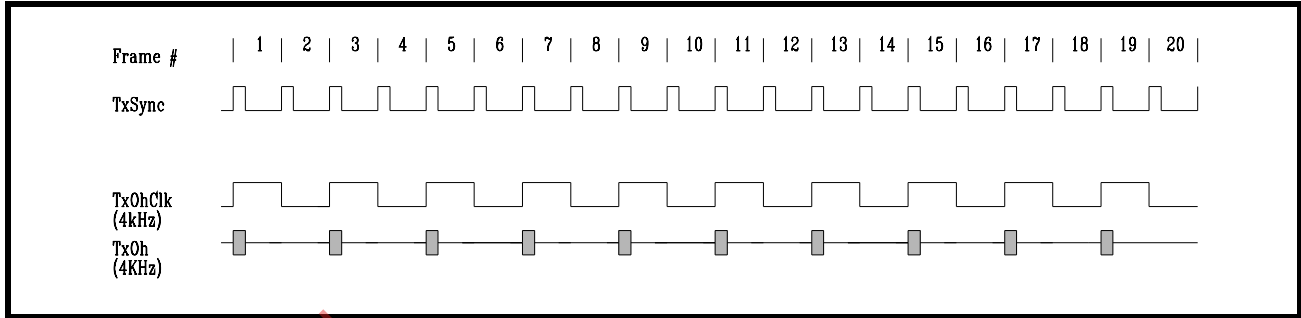 Frame # 1 2 3 4 5 6 7 8 9 10 11 12 13 14 15 16 17 18 19 20
TxSync
TxOhClk
(4kHz)
TxOh
(4KHz)